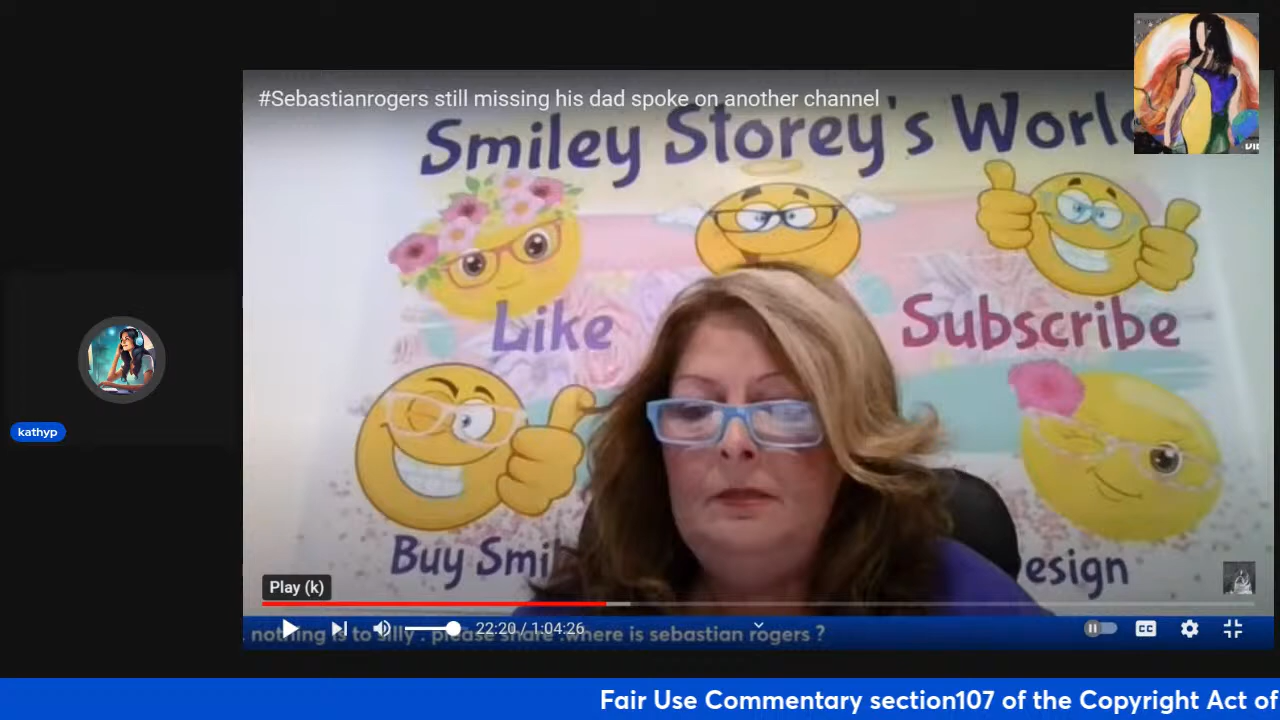 #Sebastianrogers still missing his dad spoke on another channel
Smiley Storey's Worl
Like
Subscribe
kathyp
Buy Smi
esign
Play (k)
22:20 / 1:04:26
CC
. nothing is to silly . please share .where is sebastian rogers ?
Fair Use Commentary section107 of the Copyright Act of